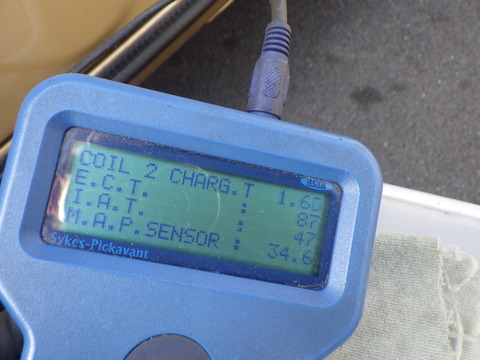 COIL 2 CHARG.T 1.60
E.C.T. : 87
I.A.T. : 47
M.A.P.SENSOR : 34.6
Sykes-Pickavant